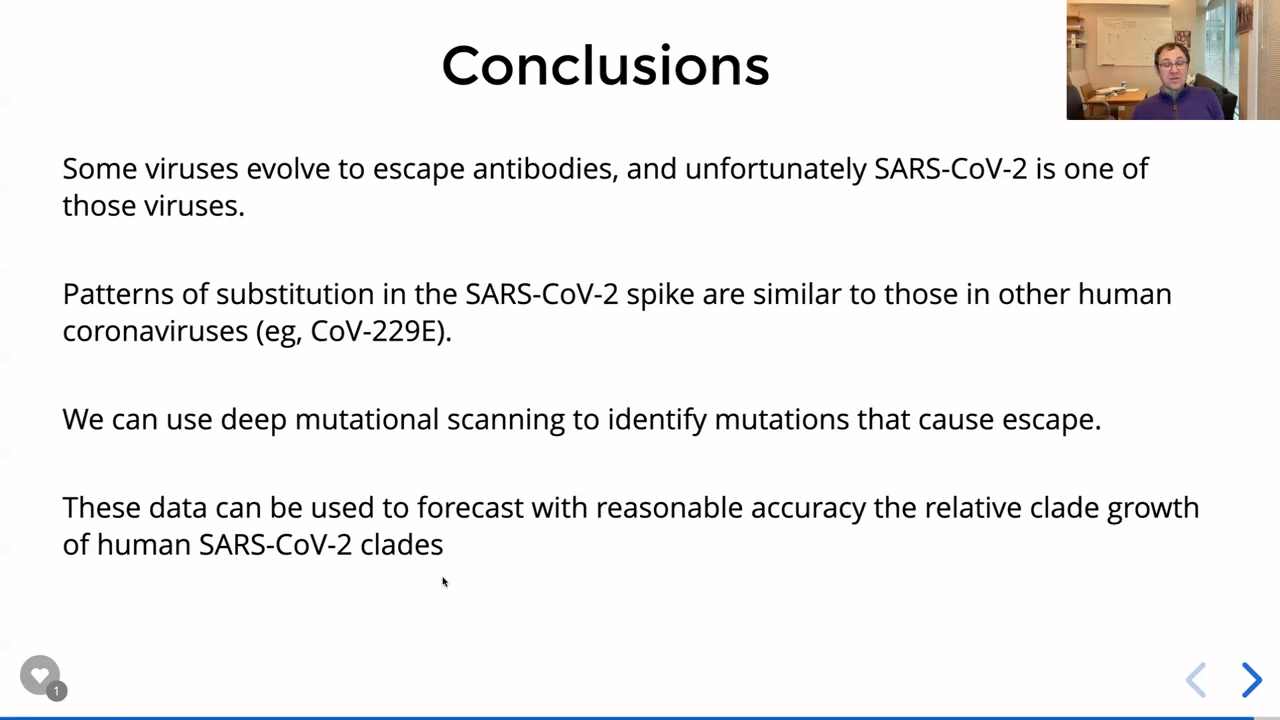 Conclusions
Some viruses evolve to escape antibodies, and unfortunately SARS-CoV-2 is one of
those viruses.
Patterns of substitution in the SARS-CoV-2 spike are similar to those in other human
coronaviruses (eg, CoV-229E).
We can use deep mutational scanning to identify mutations that cause escape.
These data can be used to forecast with reasonable accuracy the relative clade growth
of human SARS-CoV-2 clades
1